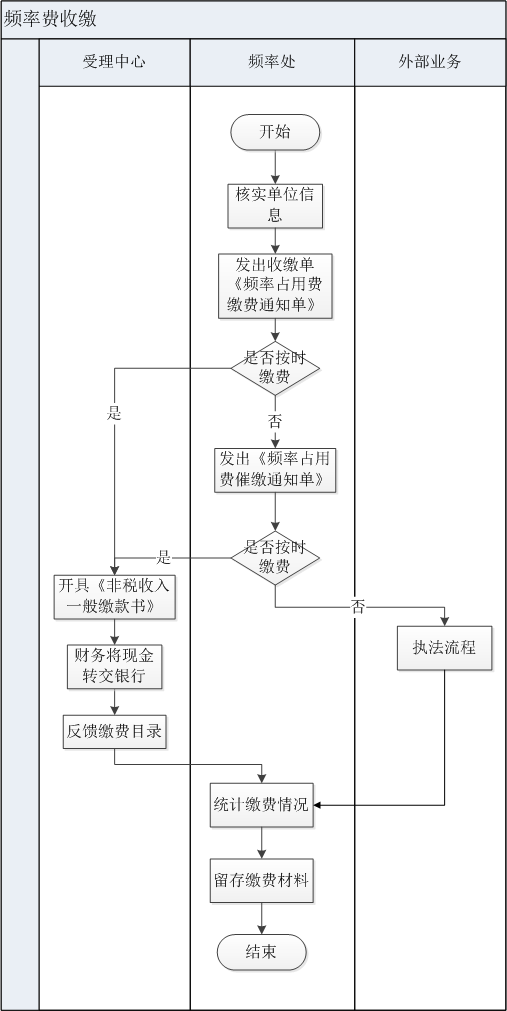 频率费收缴
受理中心
频率处
外部业务
开始
核实单位信
息
发出收缴单
《频率占用费
缴费通知单》
是否按时
缴费
是
否
发出《频率占用
费催缴通知单》
是否按时
缴费
是
否
开具《非税收入
一般缴款书》
执法流程
财务将现金
转交银行
反馈缴费目录
统计缴费情况
留存缴费材料
结束